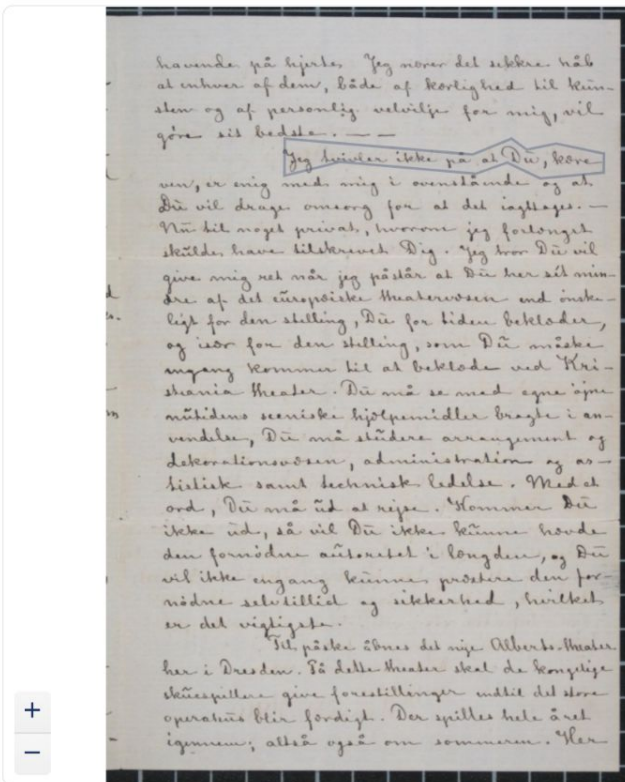 havende på hjerte. Jeg nærer det sikkre håb
at enhver af dem, både af kærlighed til kun-
sten og af personlig velvilje for mig, vil
göre sit bedste. — —
Jeg tvivler ikke på at Du, kære
ven, er enig med mig i ovenstående og at
Du vil drage omsorg for at det iagttages. —
Nu til noget privat, hvorom jeg forlængst
skulde have tilskrevet Dig. Jeg tror Du vil
give mig ret når jeg påstår at Du har sét min-
dre af det europæiske theatervæsen end önske-
ligt for den stilling, Du for tiden beklæder,
og især for den stilling, som Du måske
engang kommer til at beklæde ved Kri-
stiania theater. Du må se med egne öjne
nutidens sceniske hjælpemidler bragte i an-
vendelse, Du må studere arrangement og
dekorationsvæsen, administration og ar-
tistisk samt technisk ledelse. Med et
ord, Du må ud at rejse. Kommer Du
ikke ud, så vil Du ikke kunne hævde
den fornödne autoritet i længden, og Du
vil ikke engang kunne præstere den for-
nödne selvtillid og sikkerhed, hvilket
er det vigtigste.
Til påske åbnes det nye Alberts-theater
her i Dresden. På dette theater skal de kongelige
skuespillere give forestillinger indtil det store
operahus blir færdigt. Der spilles hele året
igennem; altså også om sommeren. Her